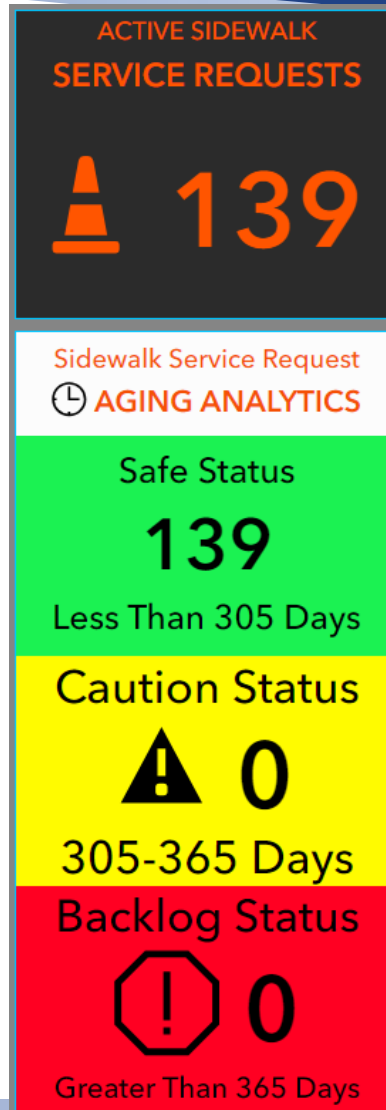 ACTIVE SIDEWALK
SERVICE REQUESTS
139
Sidewalk Service Request
AGING ANALYTICS
Safe Status
139
Less Than 305 Days
Caution Status
0
305-365 Days
Backlog Status
0
Greater Than 365 Days